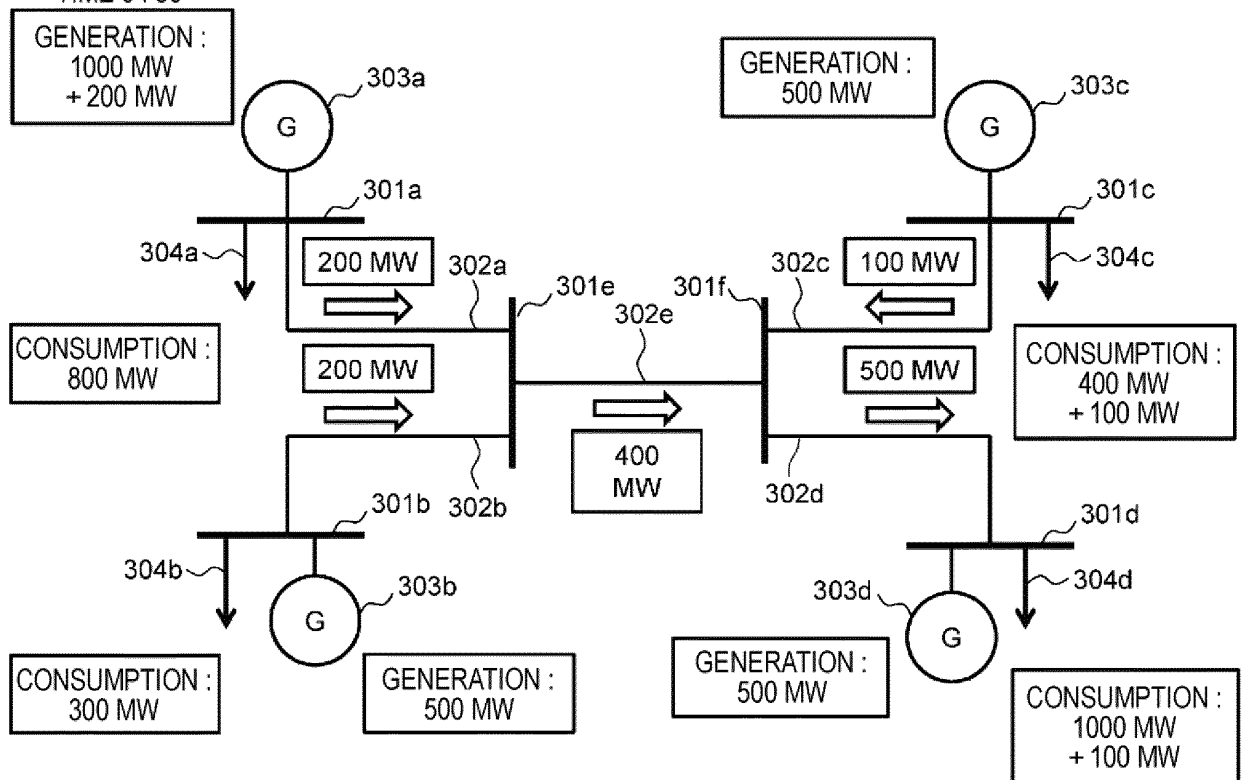 GENERATION :
1000 MW
+ 200 MW
303a
G
GENERATION :
500 MW
303c
G
301a
301c
304a
200 MW
302a
301e
301f
302c
100 MW
304c
302e
CONSUMPTION :
800 MW
200 MW
500 MW
CONSUMPTION :
400 MW
+ 100 MW
400
MW
301b
302b
302d
301d
304b
303b
G
303d
G
304d
CONSUMPTION :
300 MW
GENERATION :
500 MW
GENERATION :
500 MW
CONSUMPTION :
1000 MW
+ 100 MW